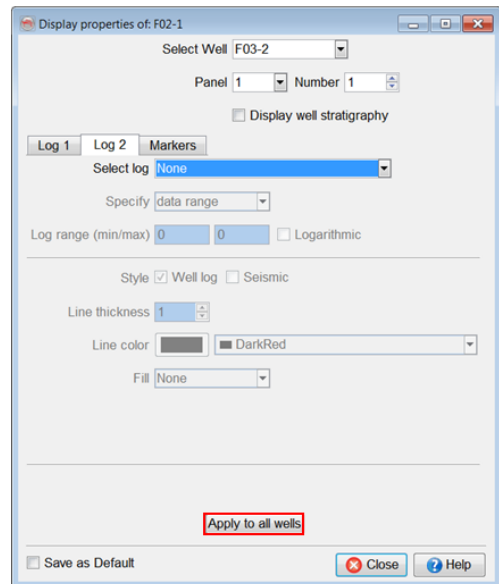 Display properties of: F02-1
Select Well F03-2
Panel 1 Number 1
Display well stratigraphy
Log 1 Log 2 Markers
Select log None
Specify data range
Log range (min/max) 0 0 Logarithmic
Style Well log Seismic
Line thickness 1
Line color DarkRed
Fill None
Apply to all wells
Save as Default Close Help